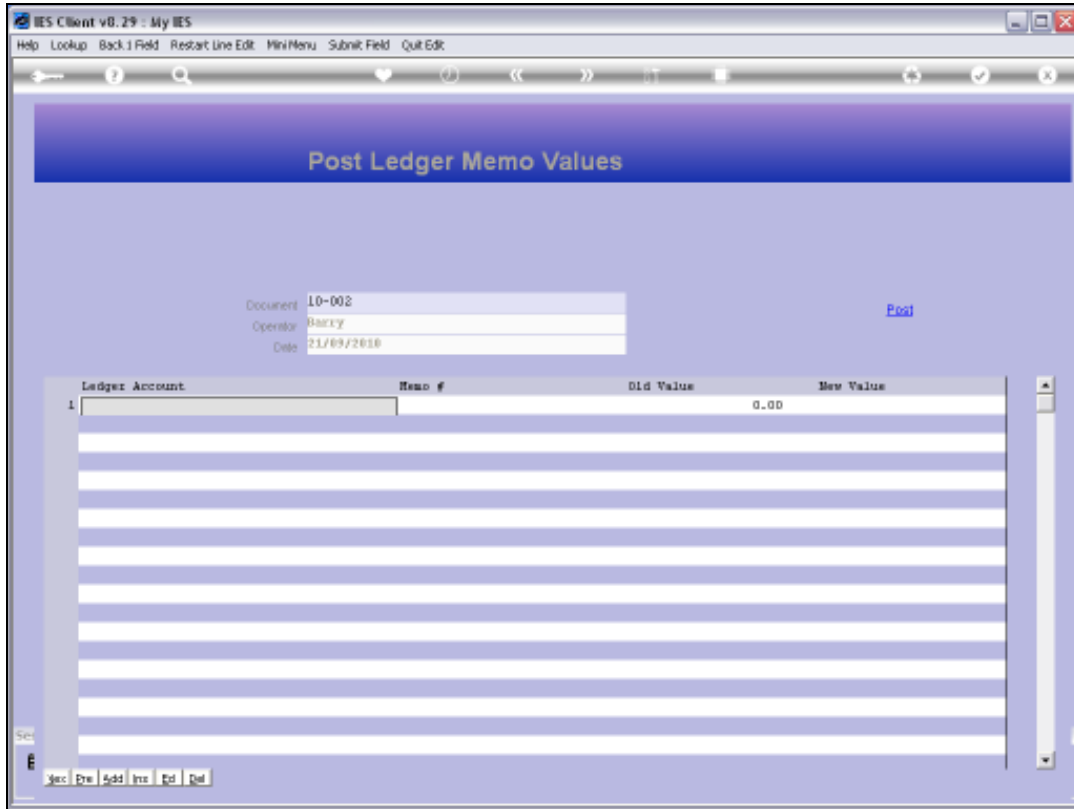 IES Client v8.29 : My IES
Help Lookup Back 1 Field Restart Line Edit MiniMenu Submit Field Quit Edit
Post Ledger Memo Values
Document 10-002
Post
Operator Barry
Date 21/09/2010
Ledger Account Memo # Old Value New Value
1 0.00
Pre Add Ins Ed Del